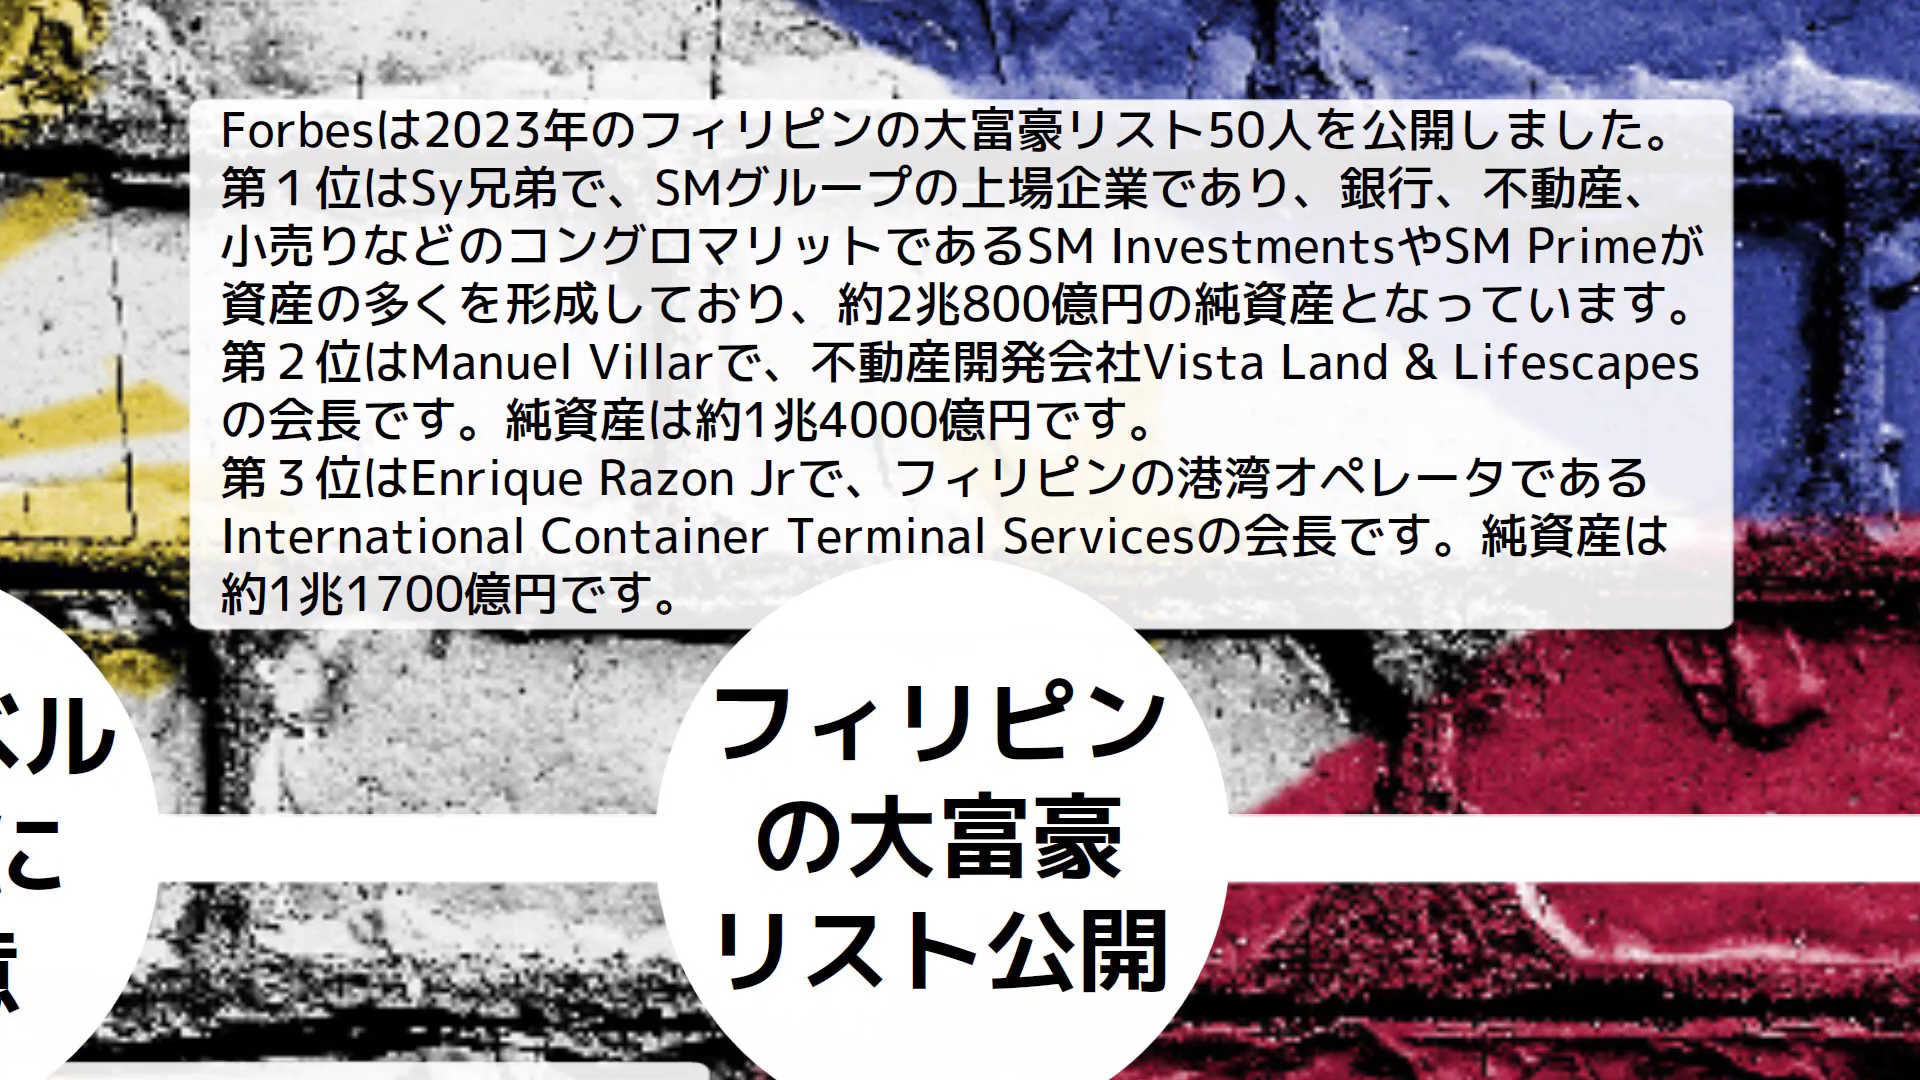 Forbesは2023年のフィリピンの大富豪リスト50人を公開しました。
第１位はSy兄弟で、SMグループの上場企業であり、銀行、不動産、
小売りなどのコングロマリットであるSM InvestmentsやSM Primeが
資産の多くを形成しており、約2兆800億円の純資産となっています。
第２位はManuel Villarで、不動産開発会社Vista Land & Lifescapes
の会長です。純資産は約1兆4000億円です。
第３位はEnrique Razon Jrで、フィリピンの港湾オペレータである
International Container Terminal Servicesの会長です。純資産は
約1兆1700億円です。
ベル
に
意
フィリピン
の大富豪
リスト公開